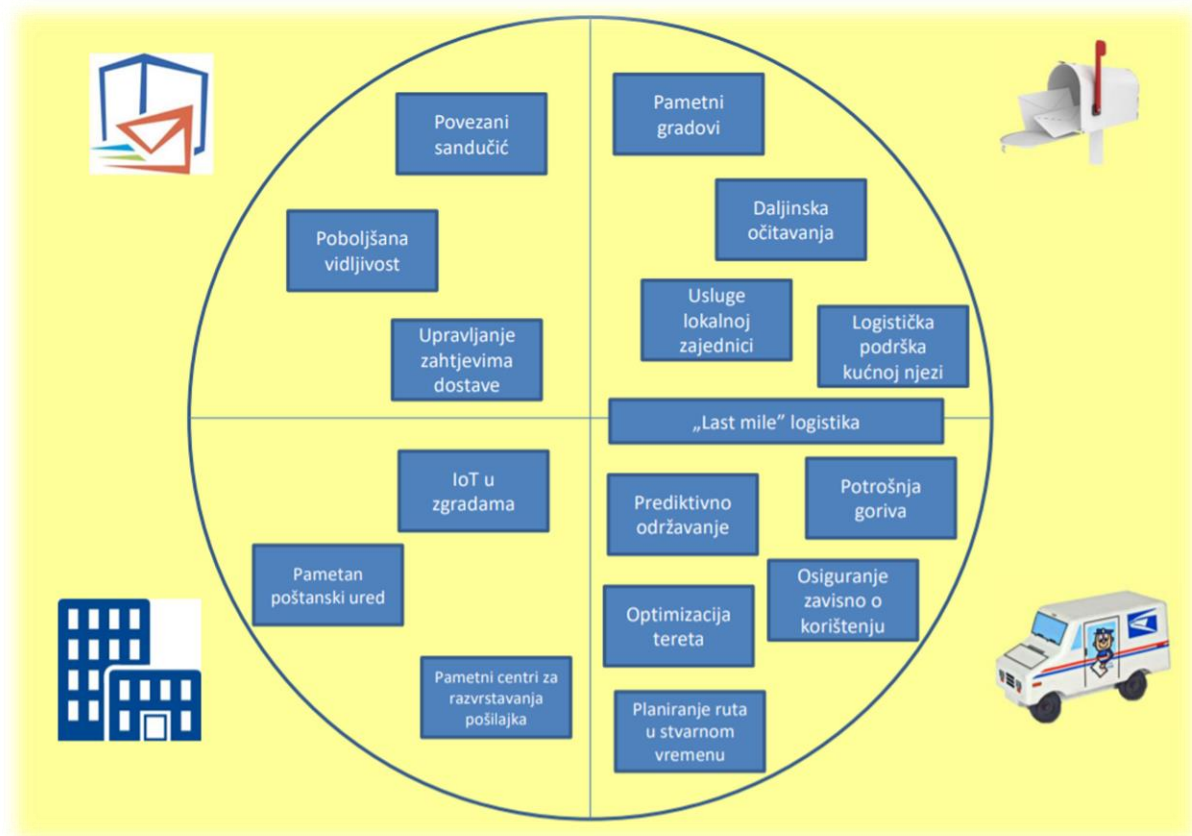 Povezani
sandučić
Poboljšana
vidljivost
Upravljanje
zahtjevima
dostave
Pametni
gradovi
Daljinska
očitavanja
Usluge
lokalnoj
zajednici
Logistička
podrška
kućnoj njezi
„Last mile” logistika
IoT u
zgradama
Pametan
poštanski ured
Pametni centri za
razvrstavanja
pošilajka
Prediktivno
održavanje
Potrošnja
goriva
Osiguranje
zavisno o
korištenju
Optimizacija
tereta
Planiranje ruta
u stvarnom
vremenu